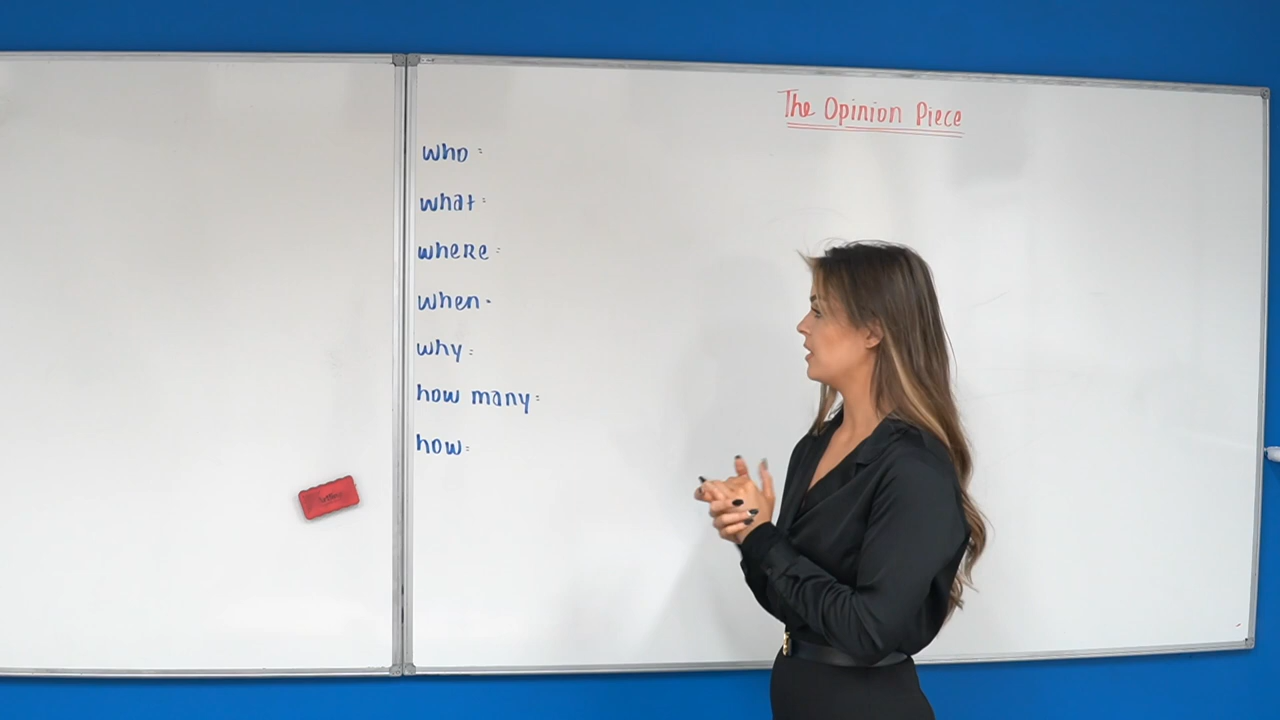 The Opinion Piece
who:
what:
where:
when:
why:
how many:
how: